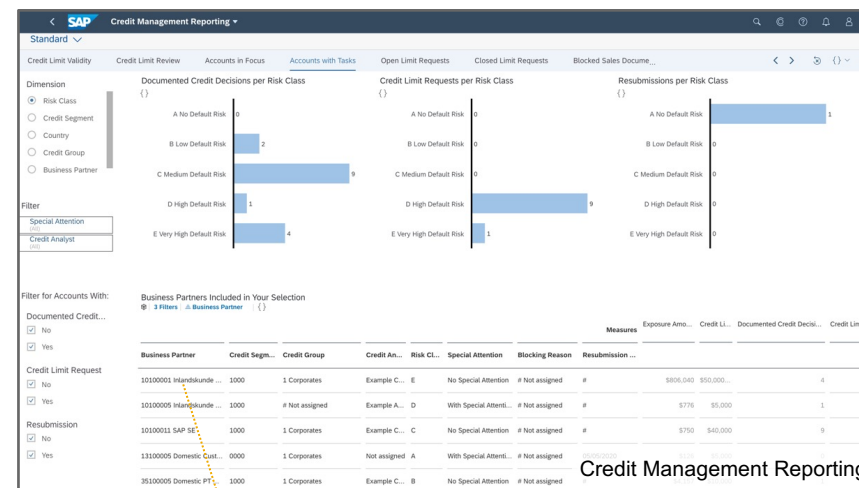 SAP Credit Management Reporting
Standard
Credit Limit Validity Credit Limit Review Accounts in Focus Accounts with Tasks Open Limit Requests Closed Limit Requests Blocked Sales Docume...
Dimension
Risk Class
Credit Segment
Country
Credit Group
Business Partner
Filter
Special Attention
(All)
Credit Analyst
(All)
Documented Credit Decisions per Risk Class
{}
A No Default Risk 0
B Low Default Risk 2
C Medium Default Risk 9
D High Default Risk 1
E Very High Default Risk 4
Credit Limit Requests per Risk Class
{}
A No Default Risk 0
B Low Default Risk 0
C Medium Default Risk 0
D High Default Risk 9
E Very High Default Risk 1
Resubmissions per Risk Class
{}
A No Default Risk 1
B Low Default Risk 0
C Medium Default Risk 0
D High Default Risk 0
E Very High Default Risk 0
Filter for Accounts With:
Documented Credit...
No
Yes
Credit Limit Request
No
Yes
Resubmission
No
Yes
Business Partners Included in Your Selection
3 Filters Business Partner {}
Measures Exposure Amo... Credit Li... Documented Credit Decisi... Credit Lim
Business Partner Credit Segm... Credit Group Credit An... Risk Cl... Special Attention Blocking Reason Resubmission ...
10100001 Inlandskunde ... 1000 1 Corporates Example C... E No Special Attention # Not assigned # $806,040 $50,000... 4
10100005 Inlandskunde ... 1000 # Not assigned Example A... D With Special Attenti... # Not assigned # $776 $5,000 1
10100011 SAP SE 1000 1 Corporates Example C... C No Special Attention # Not assigned # $750 $40,000 9
13100005 Domestic Cust... 0000 1 Corporates Not assigned A With Special Attenti... # Not assigned 05/05/2020
35100005 Domestic PT... 1000 1 Corporates Example C... B No Special Attention # Not assigned #
Credit Management Reporting